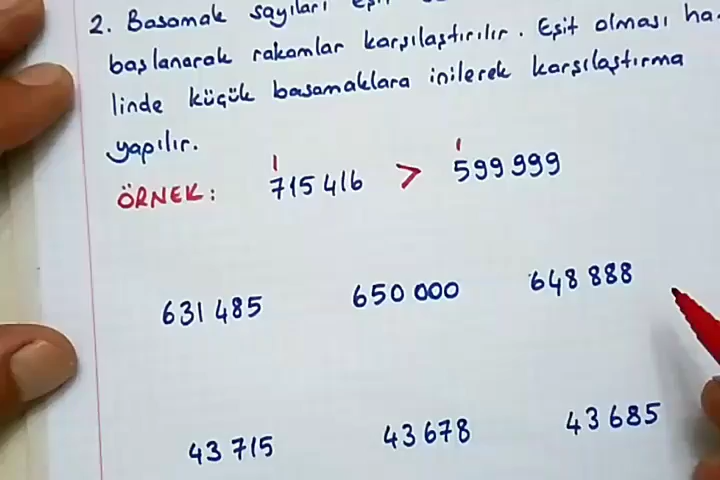 2. Basamak sayıları
başlanarak rakamlar karşılaştırılır. Eşit olması ha-
linde küçük basamaklara inilerek karşılaştırma
yapılır.
ÖRNEK: 715 416 > 599 999
631 485 650 000 648 888
43 715 43 678 43 685